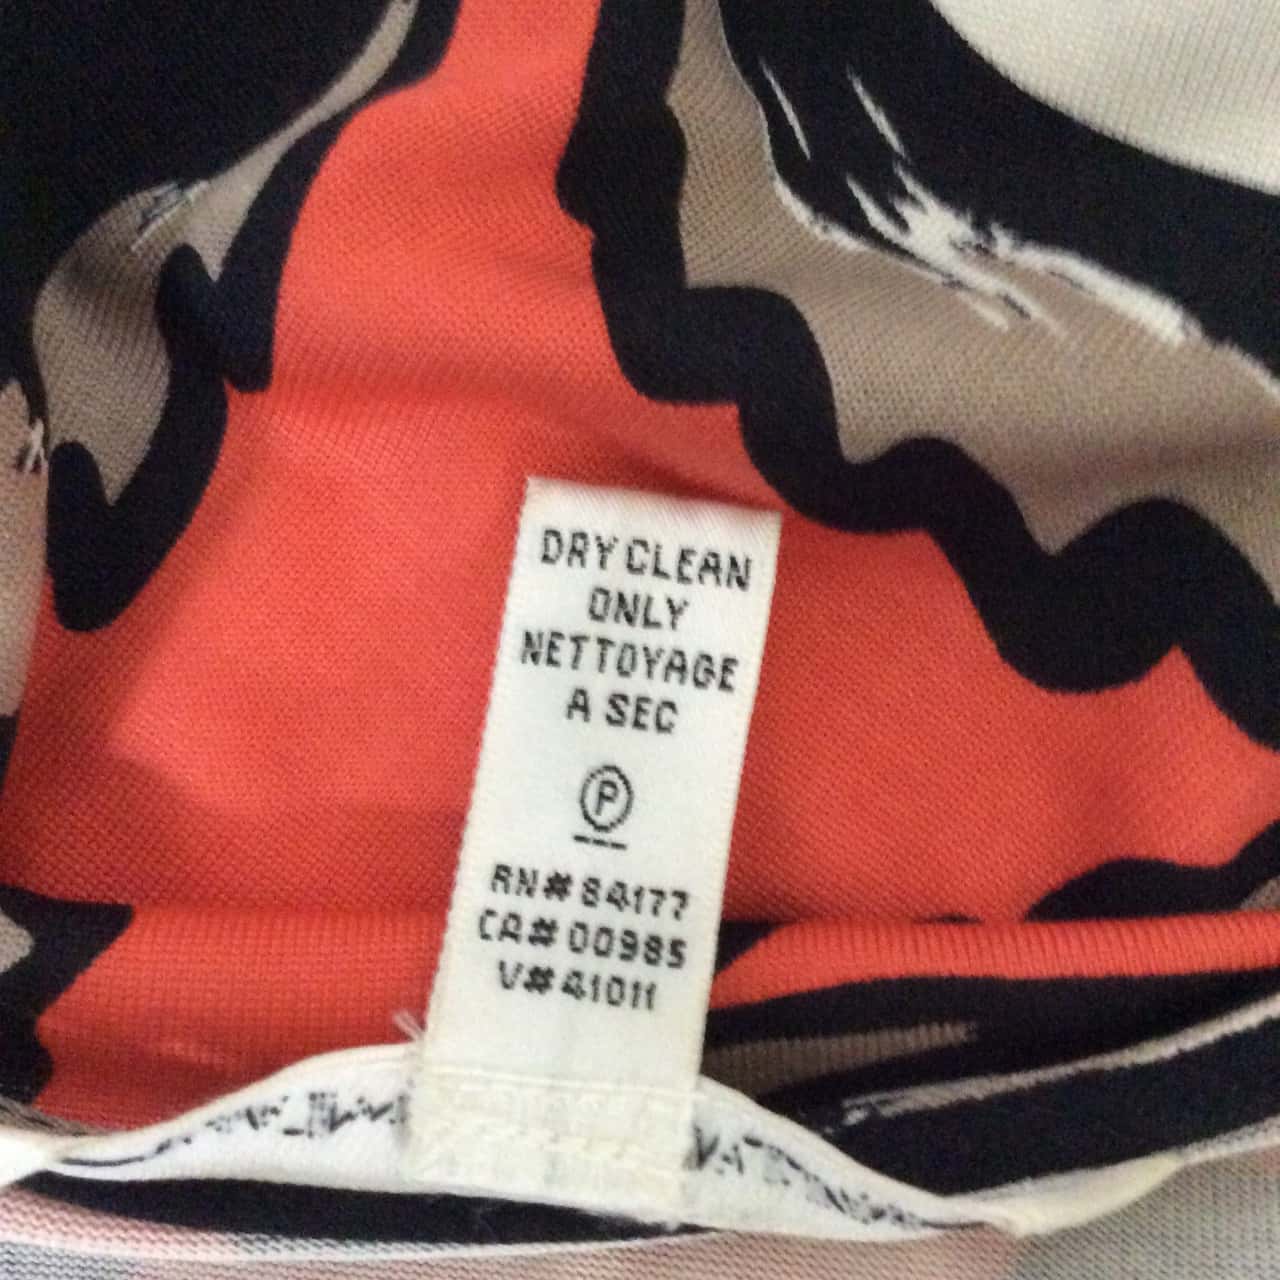 DRY CLEAN
ONLY
NETTOYAGE
A SEC
P
RN# 84177
CA# 00985
V# 41011